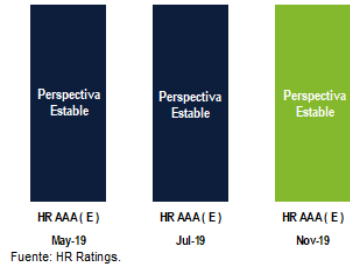 Perspectiva Estable
Perspectiva Estable
Perspectiva Estable
HR AAA ( E )
HR AAA ( E )
HR AAA ( E )
May-19
Jul-19
Nov-19
Fuente: HR Ratings.